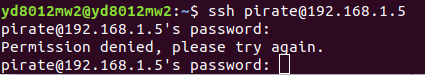 yd8012mw2@yd8012mw2:~$ ssh pirate@192.168.1.5
pirate@192.168.1.5's password:
Permission denied, please try again.
pirate@192.168.1.5's password: